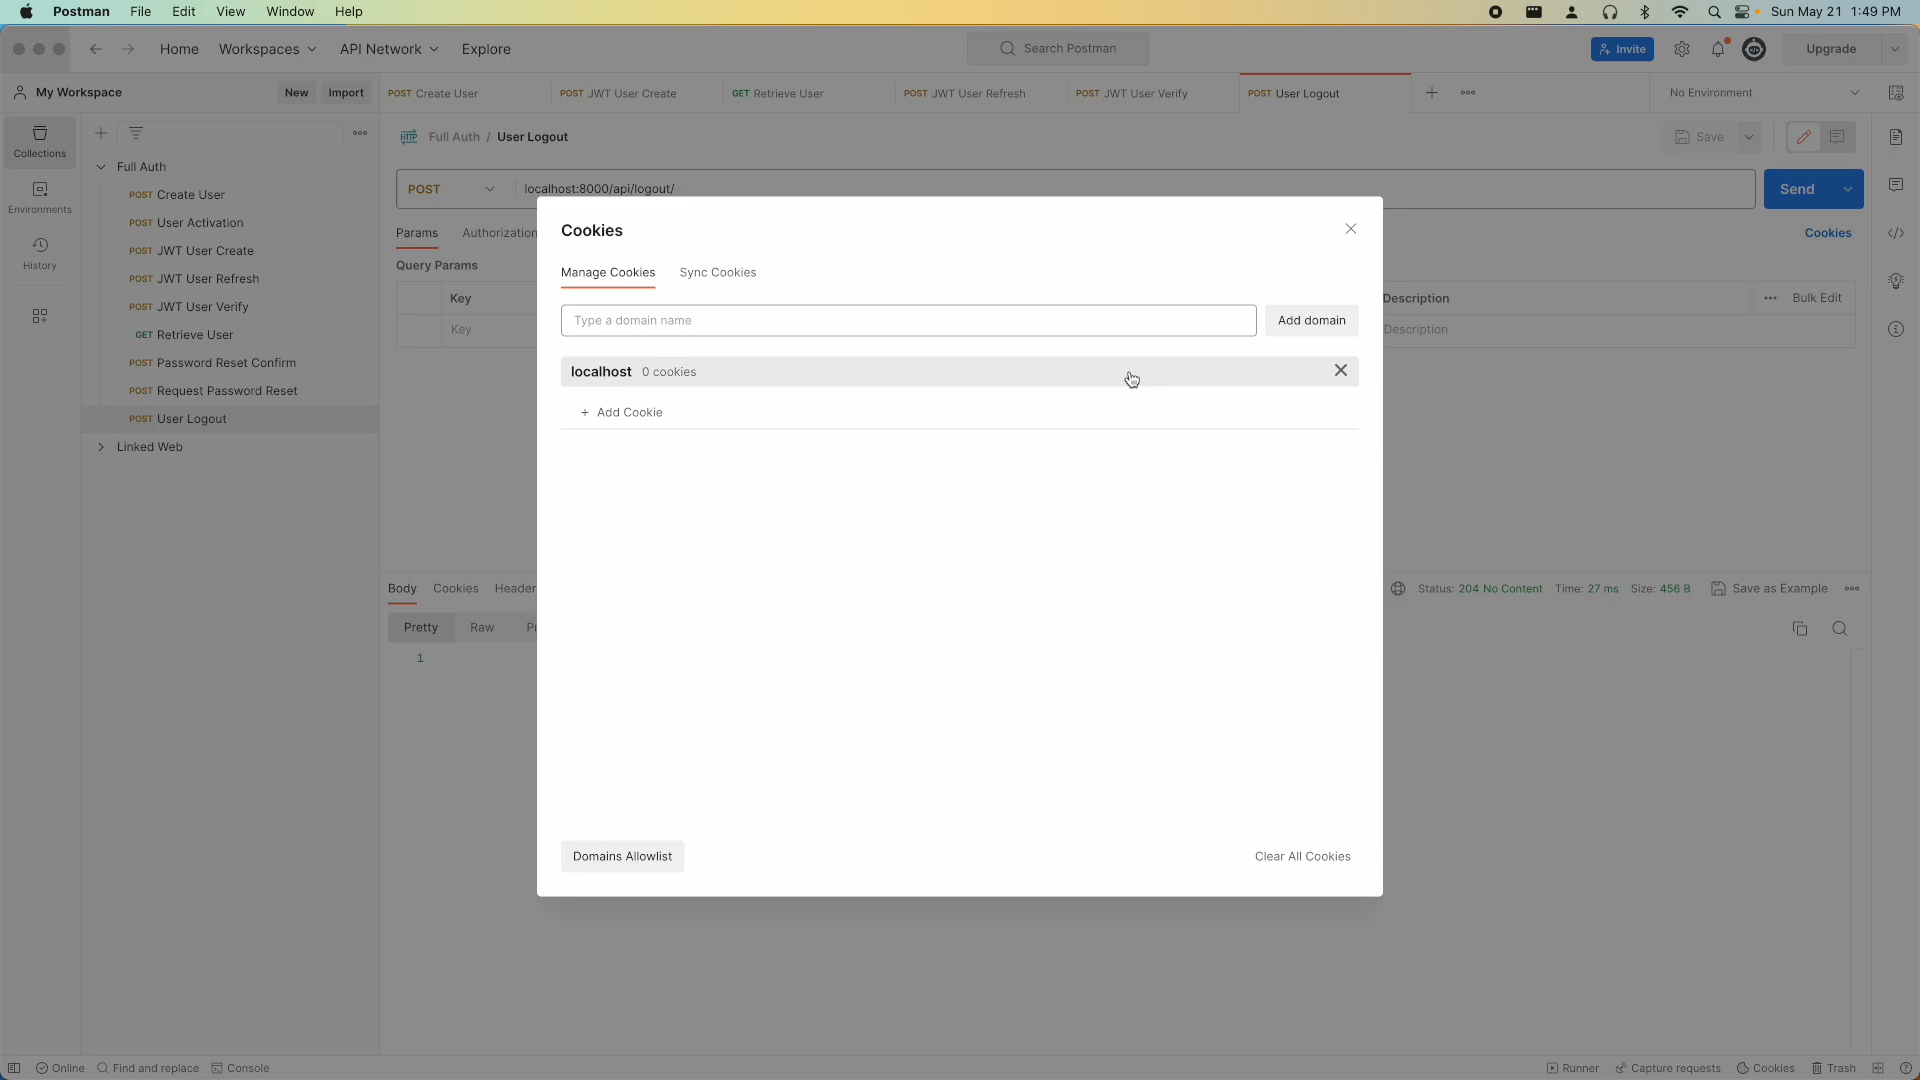 Postman File Edit View Window Help Sun May 21 1:49 PM
Home Workspaces API Network Explore Search Postman Invite Upgrade
My Workspace New Import POST Create User POST JWT User Create GET Retrieve User POST JWT User Refresh POST JWT User Verify POST User Logout No Environment
Collections
Environments
History
Full Auth
POST Create User
POST User Activation
POST JWT User Create
POST JWT User Refresh
POST JWT User Verify
GET Retrieve User
POST Password Reset Confirm
POST Request Password Reset
POST User Logout
Linked Web
HTTP Full Auth / User Logout Save
POST localhost:8000/api/logout/ Send
Params Authorization Cookies
Query Params
Key Description Bulk Edit
Key Description
Cookies
Manage Cookies Sync Cookies
Type a domain name Add domain
localhost 0 cookies
+ Add Cookie
Domains Allowlist Clear All Cookies
Body Cookies Header Status: 204 No Content Time: 27 ms Size: 456 B Save as Example
Pretty Raw Pr
1
Online Find and replace Console Runner Capture requests Cookies Trash